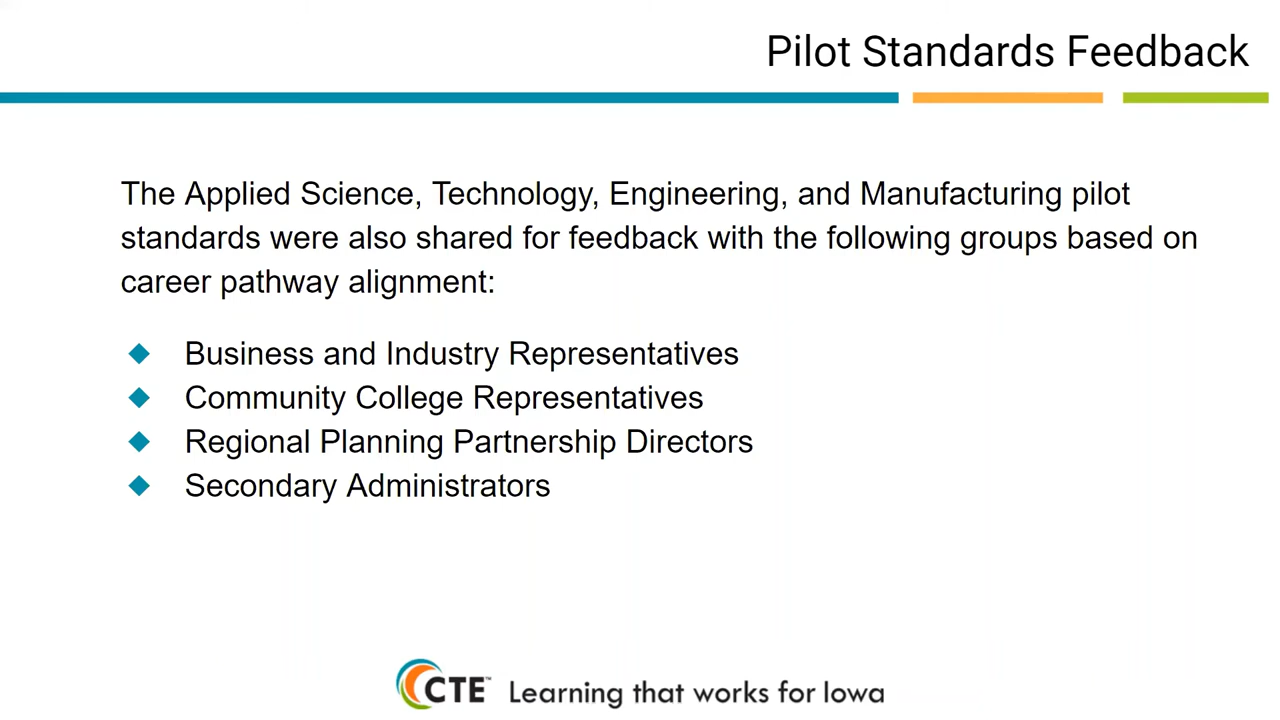 Pilot Standards Feedback
The Applied Science, Technology, Engineering, and Manufacturing pilot
standards were also shared for feedback with the following groups based on
career pathway alignment:
Business and Industry Representatives
Community College Representatives
Regional Planning Partnership Directors
Secondary Administrators
CTE™ Learning that works for Iowa